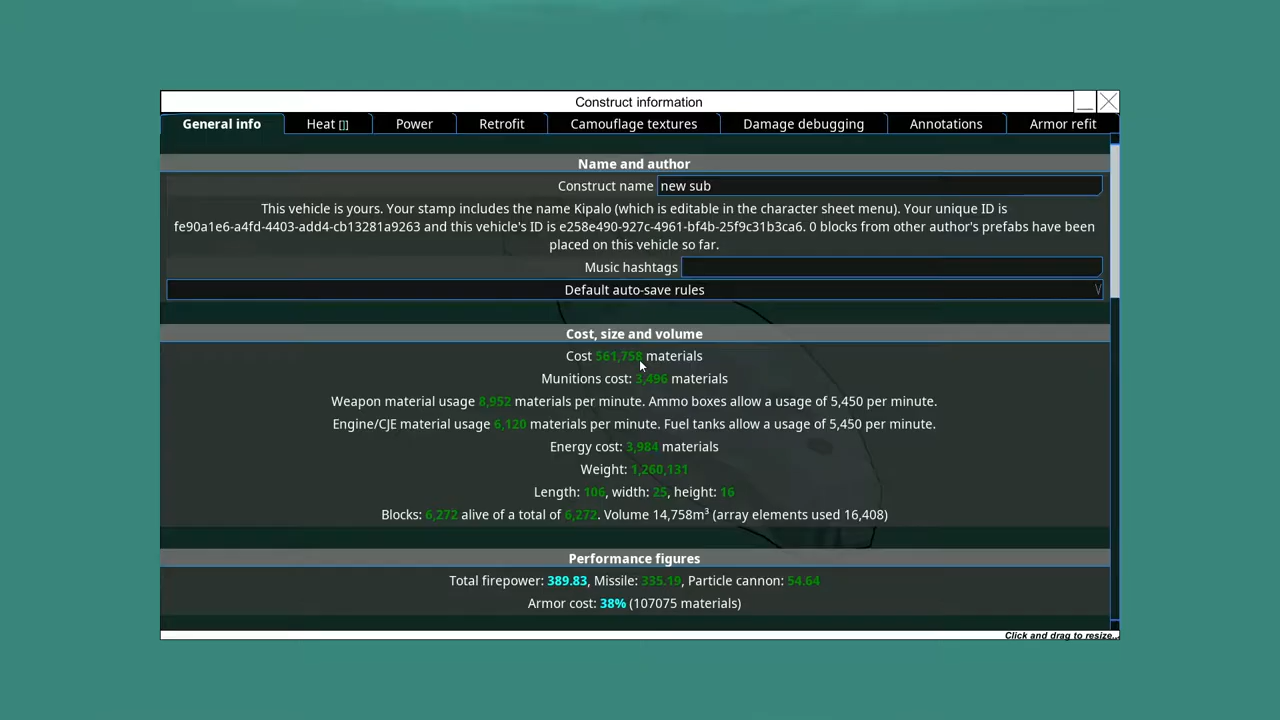 Construct information
General info
Heat []
Power
Retrofit
Camouflage textures
Damage debugging
Annotations
Armor refit
Name and author
Construct name new sub
This vehicle is yours. Your stamp includes the name Kipalo (which is editable in the character sheet menu). Your unique ID is
fe90a1e6-a4fd-4403-add4-cb13281a9263 and this vehicle's ID is e258e490-927c-4961-bf4b-25f9c31b3ca6. 0 blocks from other author's prefabs have been
placed on this vehicle so far.
Music hashtags
Default auto-save rules
Cost, size and volume
Cost 561,758 materials
Munitions cost: 3,496 materials
Weapon material usage 8,952 materials per minute. Ammo boxes allow a usage of 5,450 per minute.
Engine/CJE material usage 6,120 materials per minute. Fuel tanks allow a usage of 5,450 per minute.
Energy cost: 3,984 materials
Weight: 1,260,131
Length: 106, width: 25, height: 16
Blocks: 6,272 alive of a total of 6,272. Volume 14,758m³ (array elements used 16,408)
Performance figures
Total firepower: 389.83, Missile: 335.19, Particle cannon: 54.64
Armor cost: 38% (107075 materials)
Click and drag to resize...